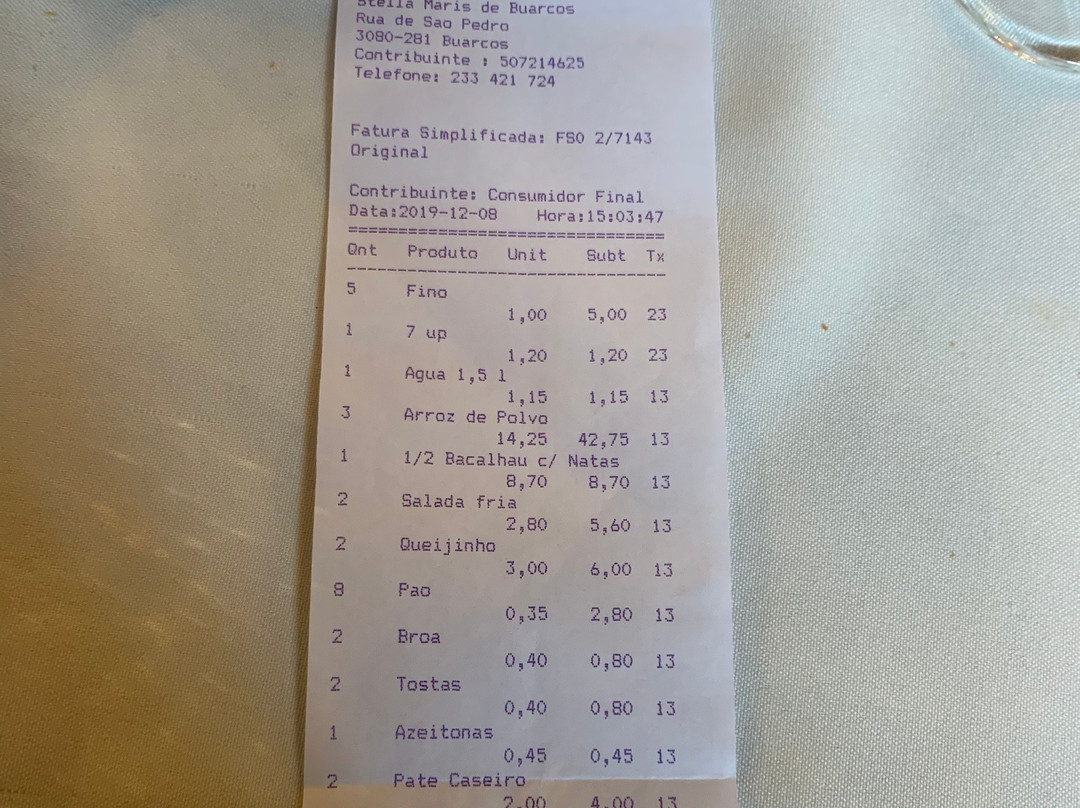 Stella Maris de Buarcos
Rua de Sao Pedro
3080-281 Buarcos
Contribuinte : 507214625
Telefone: 233 421 724
Fatura Simplificada: FSO 2/7143
Original
Contribuinte: Consumidor Final
Data:2019-12-08 Hora:15:03:47
================================
Qnt Produto Unit Subt Tx
--------------------------------
5 Fino
1,00 5,00 23
1 7 up
1,20 1,20 23
1 Agua 1,5 l
1,15 1,15 13
3 Arroz de Polvo
14,25 42,75 13
1 1/2 Bacalhau c/ Natas
8,70 8,70 13
2 Salada fria
2,80 5,60 13
2 Queijinho
3,00 6,00 13
8 Pao
0,35 2,80 13
2 Broa
0,40 0,80 13
2 Tostas
0,40 0,80 13
1 Azeitonas
0,45 0,45 13
2 Pate Caseiro
2,00 4,00 13